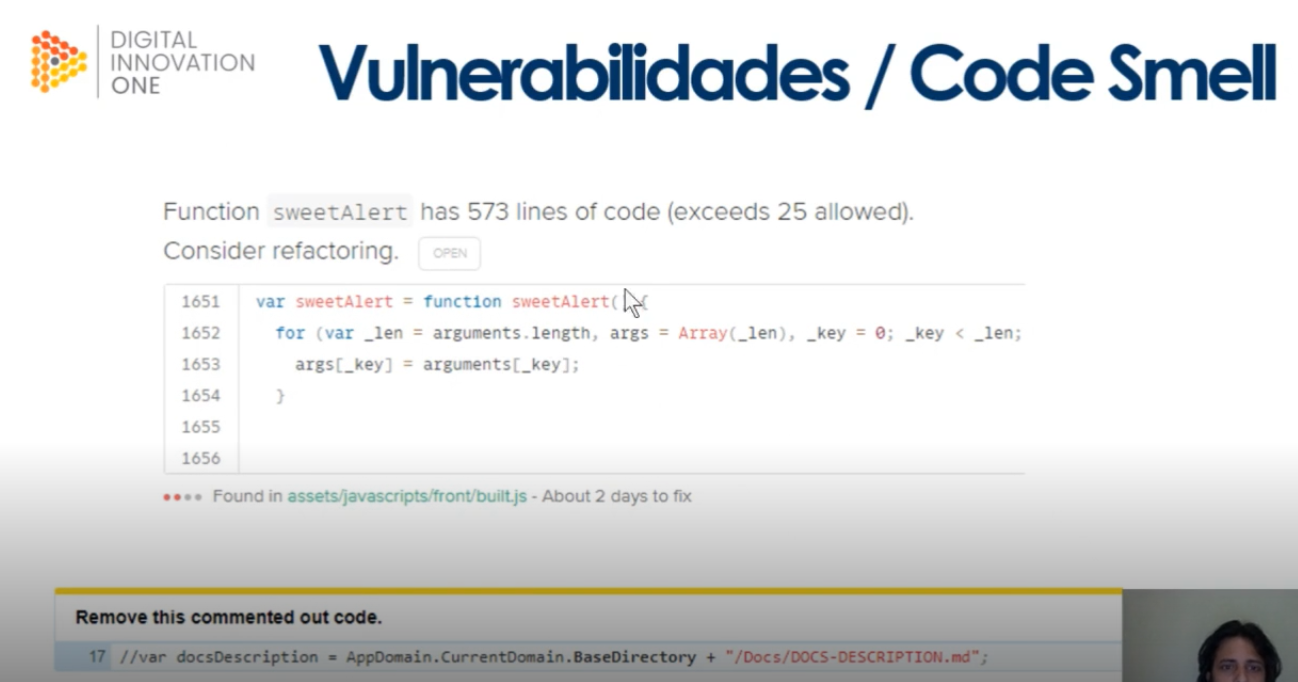 DIGITAL
INNOVATION
ONE
Vulnerabilidades / Code Smell
Function sweetAlert has 573 lines of code (exceeds 25 allowed).
Consider refactoring. OPEN
1651 var sweetAlert = function sweetAlert( {
1652 for (var _len = arguments.length, args = Array(_len), _key = 0; _key < _len;
1653 args[_key] = arguments[_key];
1654 }
1655
1656
Found in assets/javascripts/front/built.js - About 2 days to fix
Remove this commented out code.
17 //var docsDescription = AppDomain.CurrentDomain.BaseDirectory + "/Docs/DOCS-DESCRIPTION.md";